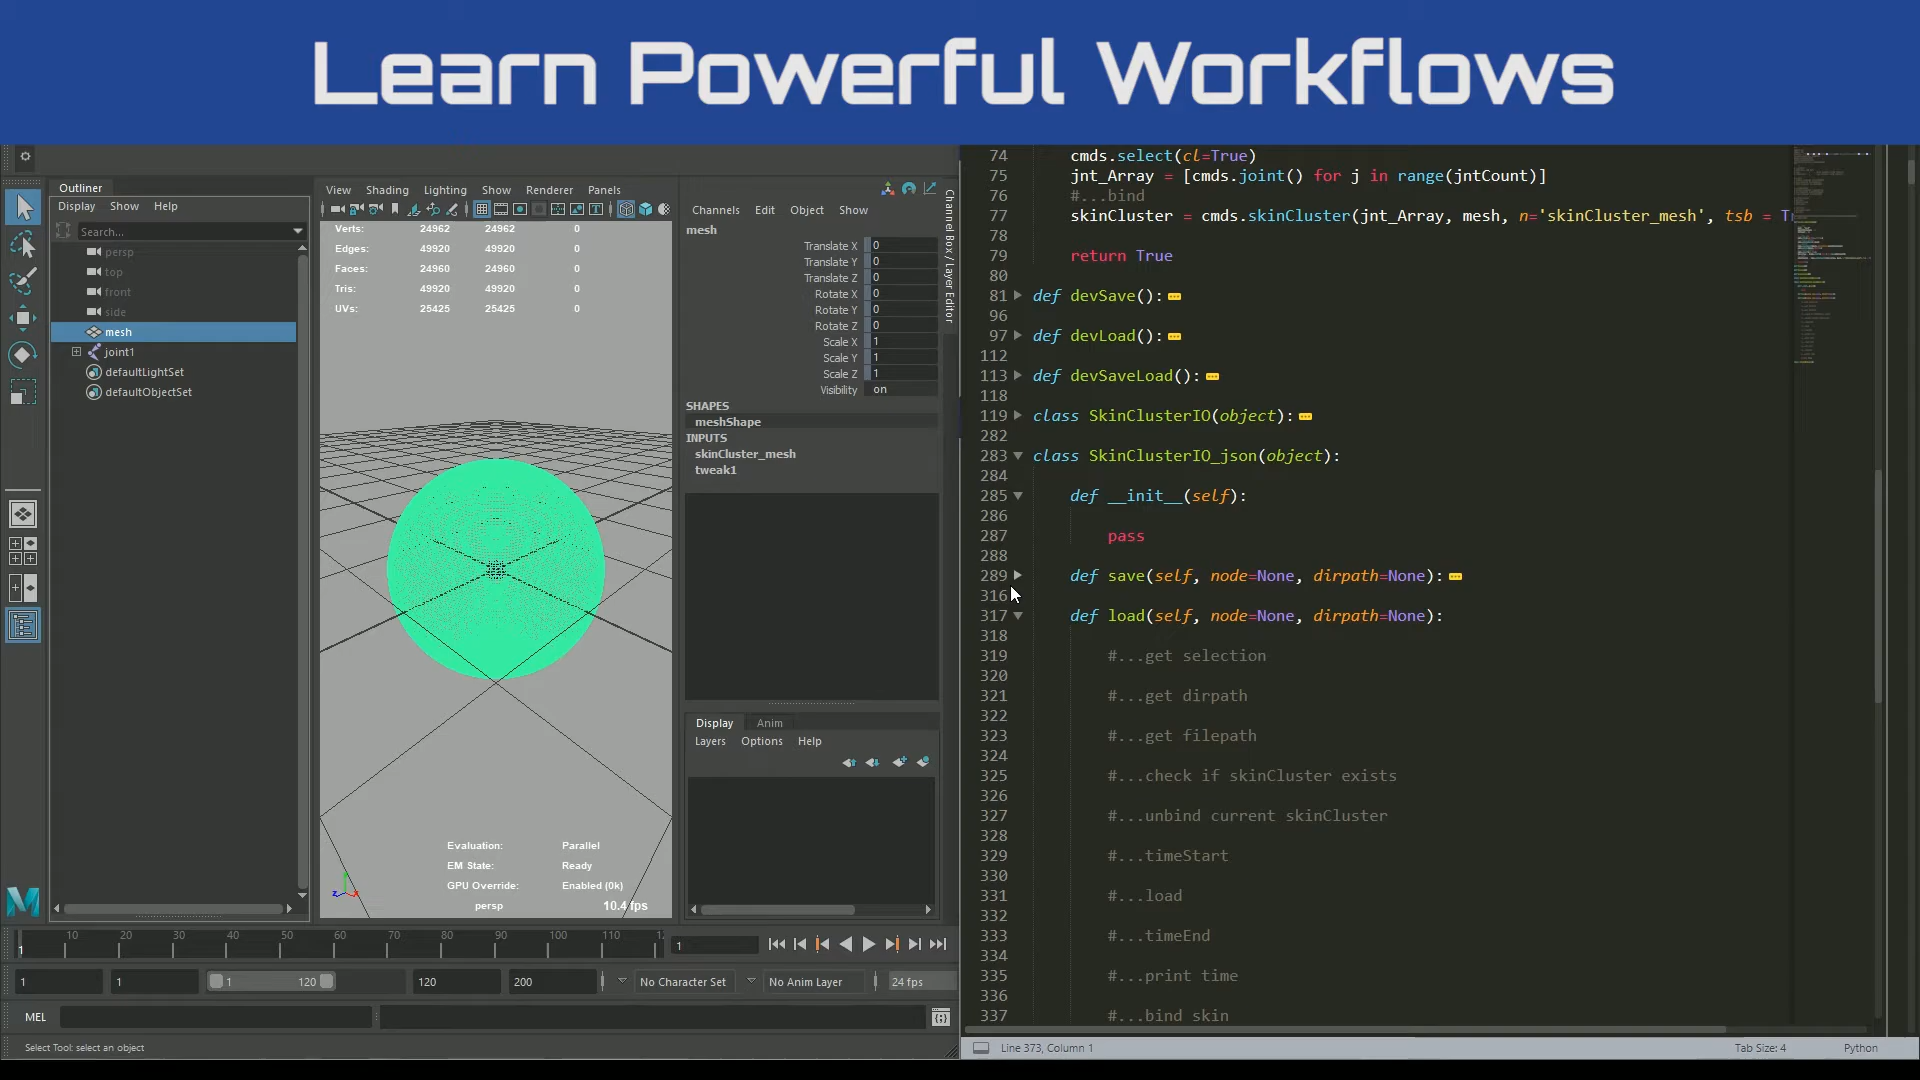 Learn Powerful Workflows
Outliner
Display Show Help
Search...
persp
top
front
side
mesh
joint1
defaultLightSet
defaultObjectSet
View Shading Lighting Show Renderer Panels
Verts: 24962 24962 0
Edges: 49920 49920 0
Faces: 24960 24960 0
Tris: 49920 49920 0
UVs: 25425 25425 0
Evaluation: Parallel
EM State: Ready
GPU Override: Enabled (0k)
persp 10.4 fps
Channels Edit Object Show
mesh
Translate X 0
Translate Y 0
Translate Z 0
Rotate X 0
Rotate Y 0
Rotate Z 0
Scale X 1
Scale Y 1
Scale Z 1
Visibility on
SHAPES
meshShape
INPUTS
skinCluster_mesh
tweak1
Channel Box / Layer Editor
Display Anim
Layers Options Help
10 20 30 40 50 60 70 80 90 100 110
1
1
1 1 1 120 120 200 No Character Set No Anim Layer 24 fps
MEL
Select Tool: select an object
74 cmds.select(cl=True)
75 jnt_Array = [cmds.joint() for j in range(jntCount)]
76 #...bind
77 skinCluster = cmds.skinCluster(jnt_Array, mesh, n='skinCluster_mesh', tsb = T
78
79 return True
80
81 def devSave():
96
97 def devLoad():
112
113 def devSaveLoad():
118
119 class SkinClusterIO(object):
282
283 class SkinClusterIO_json(object):
284
285 def __init__(self):
286
287 pass
288
289 def save(self, node=None, dirpath=None):
316
317 def load(self, node=None, dirpath=None):
318
319 #...get selection
320
321 #...get dirpath
322
323 #...get filepath
324
325 #...check if skinCluster exists
326
327 #...unbind current skinCluster
328
329 #...timeStart
330
331 #...load
332
333 #...timeEnd
334
335 #...print time
336
337 #...bind skin
Line 373, Column 1 Tab Size: 4 Python